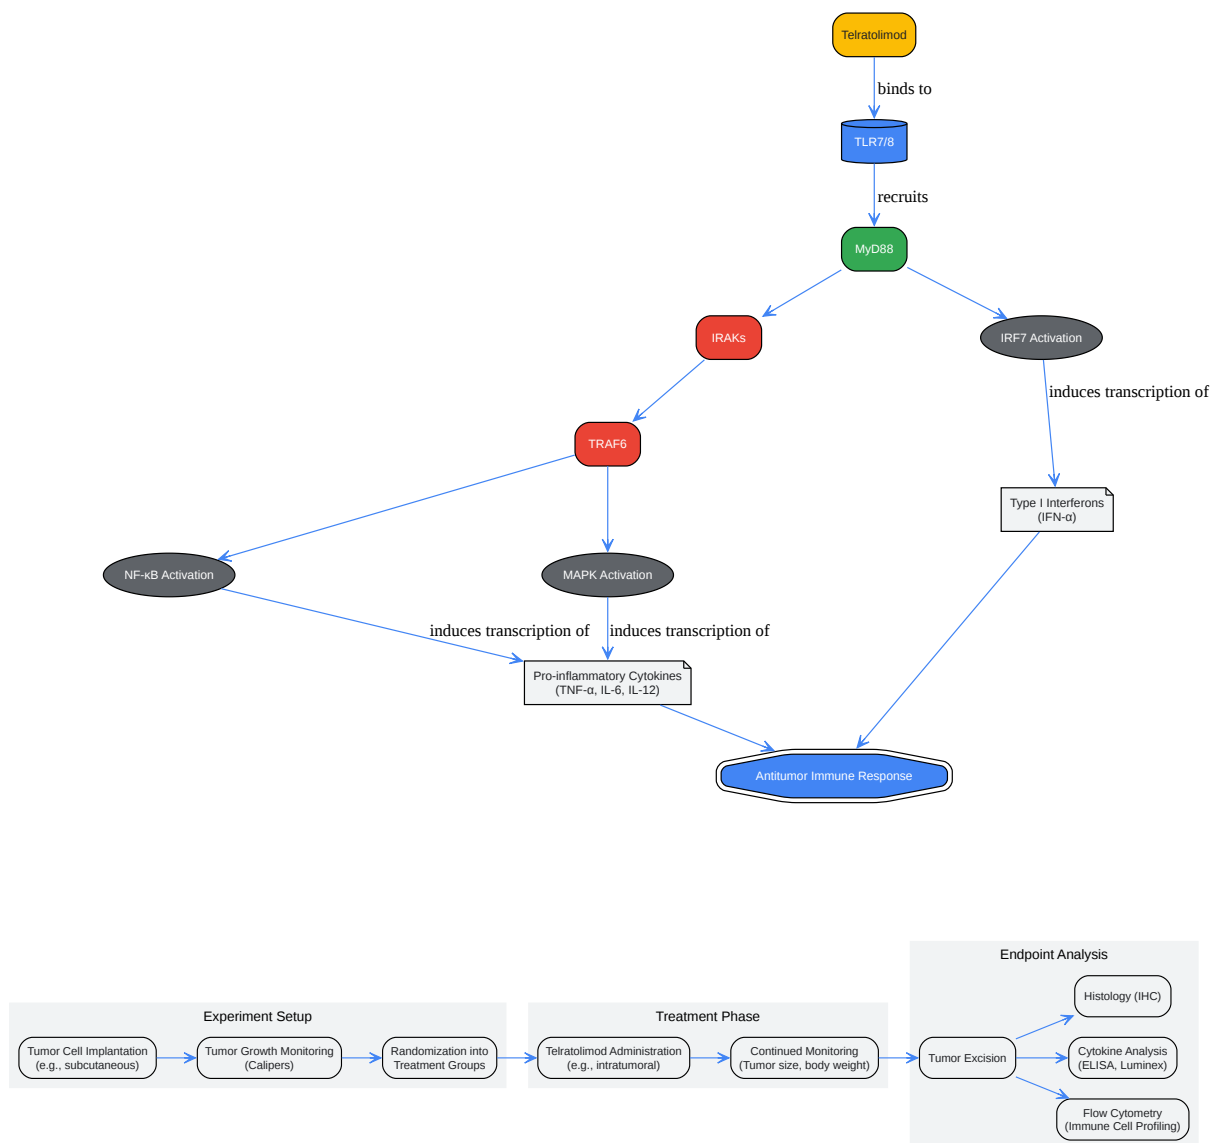 Telratolimod
binds to
TLR7/8
recruits
MyD88
IRAKs
IRF7 Activation
induces transcription of
TRAF6
Type I Interferons
(IFN-α)
NF-κB Activation
MAPK Activation
induces transcription of
induces transcription of
Pro-inflammatory Cytokines
(TNF-α, IL-6, IL-12)
Antitumor Immune Response
Experiment Setup
Tumor Cell Implantation
(e.g., subcutaneous)
Tumor Growth Monitoring
(Calipers)
Randomization into
Treatment Groups
Treatment Phase
Telratolimod Administration
(e.g., intratumoral)
Continued Monitoring
(Tumor size, body weight)
Endpoint Analysis
Tumor Excision
Histology (IHC)
Cytokine Analysis
(ELISA, Luminex)
Flow Cytometry
(Immune Cell Profiling)